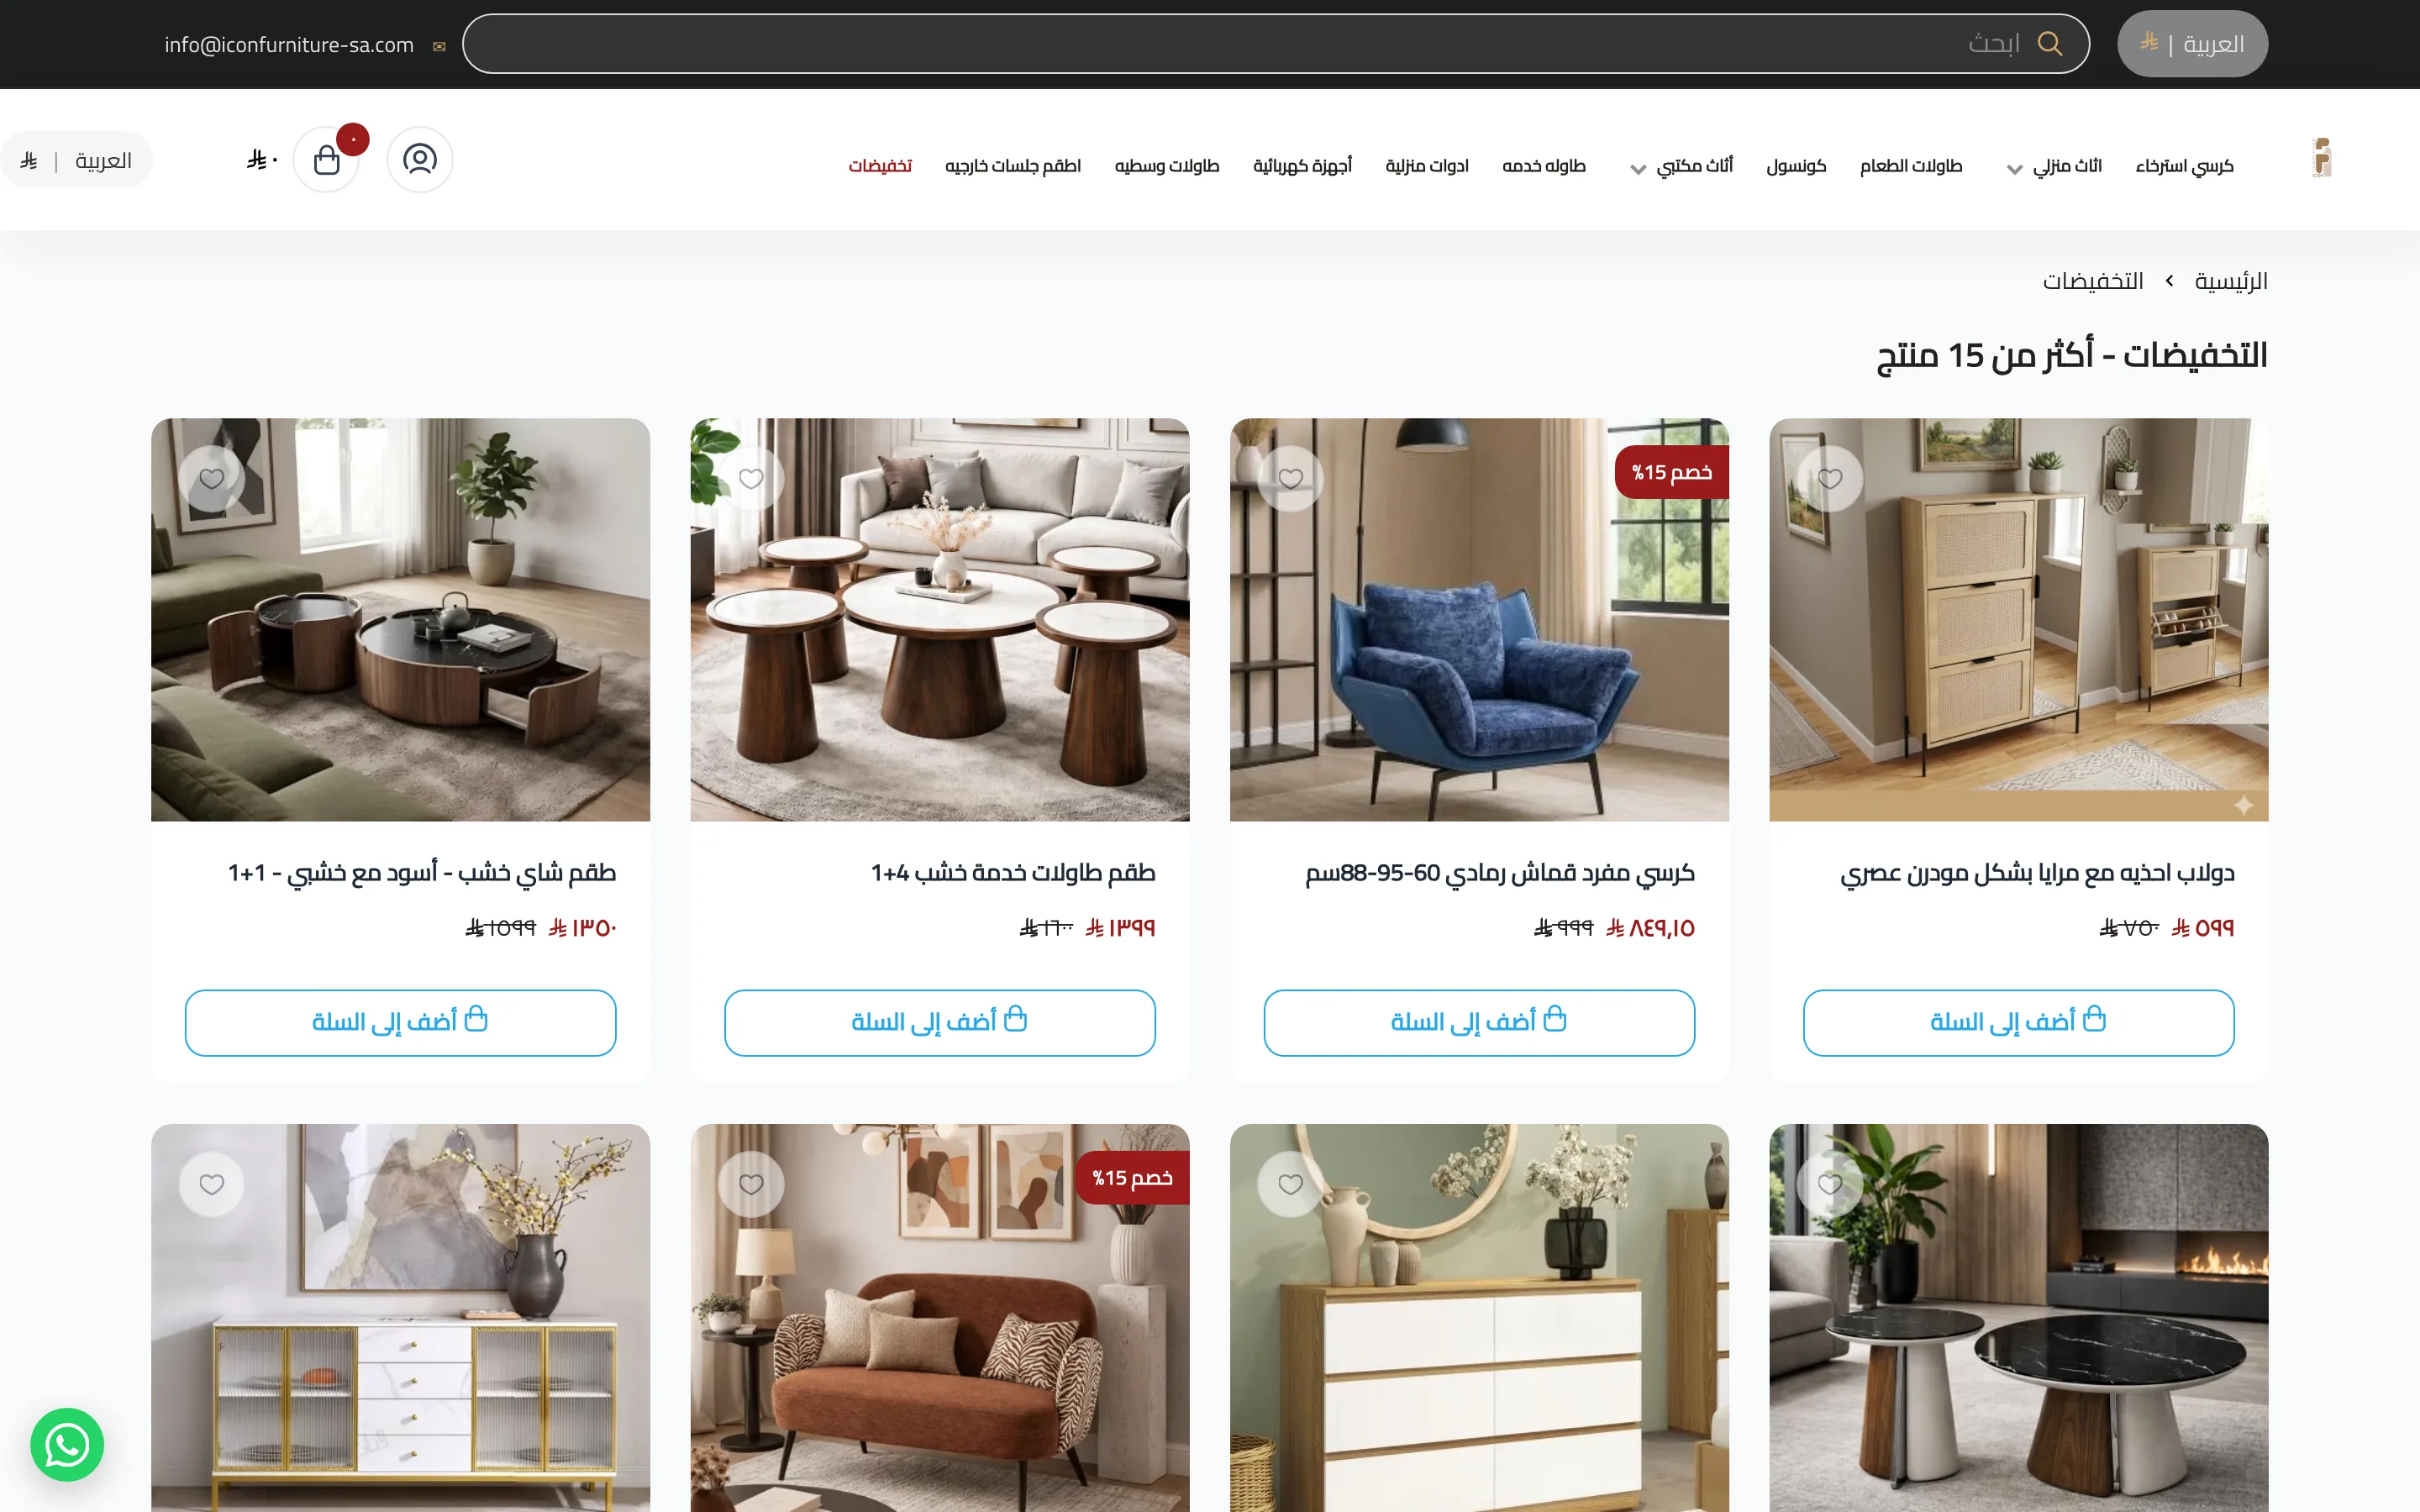 العربية |
ابحث
info@iconfurniture-sa.com
كرسي استرخاء
اثاث منزلي
طاولات الطعام
كونسول
أثاث مكتبي
طاوله خدمه
ادوات منزلية
أجهزة كهربائية
طاولات وسطيه
اطقم جلسات خارجيه
تخفيضات
٠
٠
العربية |
الرئيسية
التخفيضات
التخفيضات - أكثر من 15 منتج
دولاب احذيه مع مرايا بشكل مودرن عصري
٥٩٩ ٧٥٠
أضف إلى السلة
خصم 15%
كرسي مفرد قماش رمادي 60-95-88سم
٨٤٩٫١٥ ٩٩٩
أضف إلى السلة
طقم طاولات خدمة خشب 4+1
١٣٩٩ ١٦٠٠
أضف إلى السلة
طقم شاي خشب - أسود مع خشبي - 1+1
١٣٥٠ ١٥٩٩
أضف إلى السلة
خصم 15%